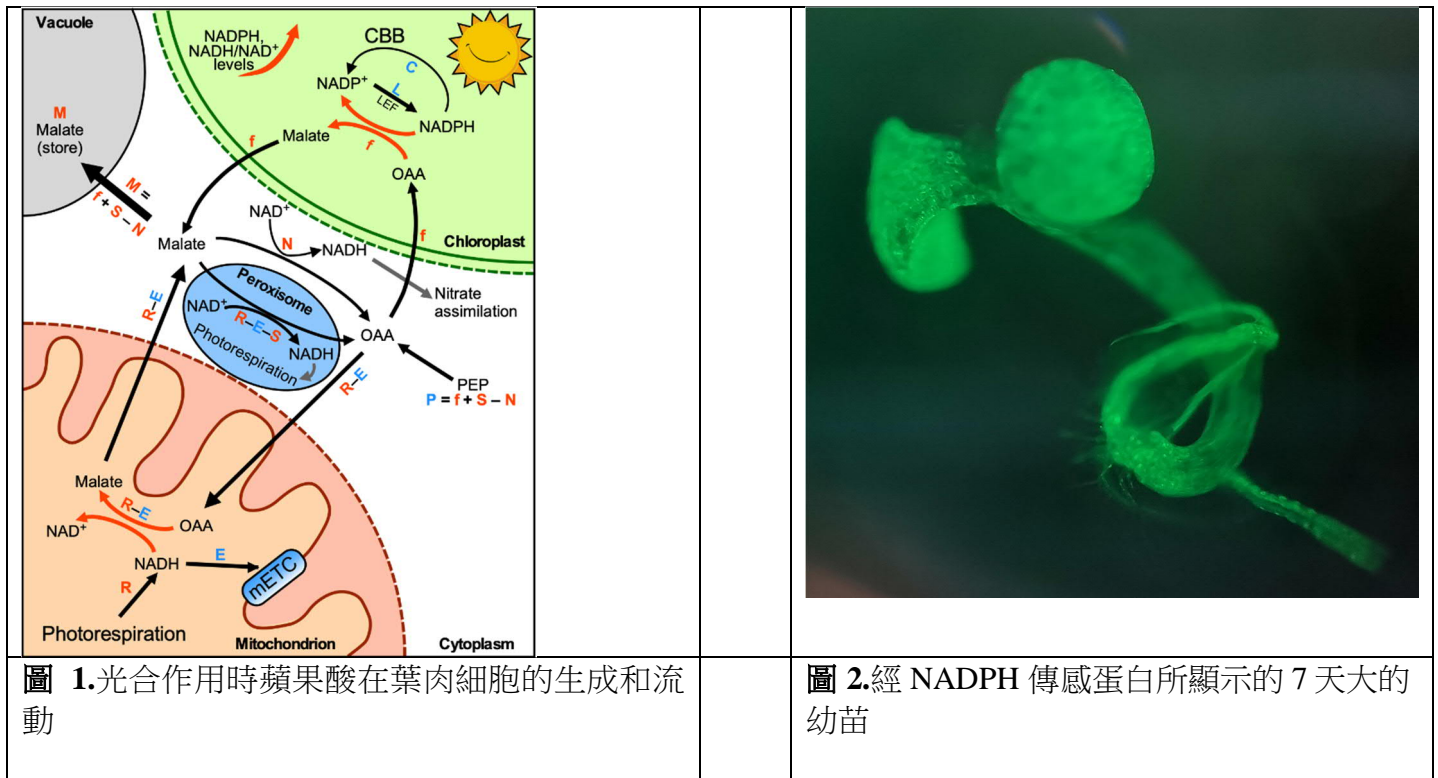 Vacuole
M
Malate
(store)
M =
f + S – N
NADPH,
NADH/NAD⁺
levels
CBB
C
NADP⁺
L
LEF
NADPH
f
Malate
f
OAA
f
Chloroplast
NAD⁺
N
NADH
Malate
Nitrate
assimilation
Peroxisome
NAD⁺
R–E–S
NADH
Photorespiration
OAA
R–E
R–E
PEP
P = f + S – N
Malate
R–E
OAA
NAD⁺
NADH
E
mETC
R
Photorespiration
Mitochondrion
Cytoplasm
圖 1.光合作用時蘋果酸在葉肉細胞的生成和流
動
圖 2.經 NADPH 傳感蛋白所顯示的 7 天大的
幼苗